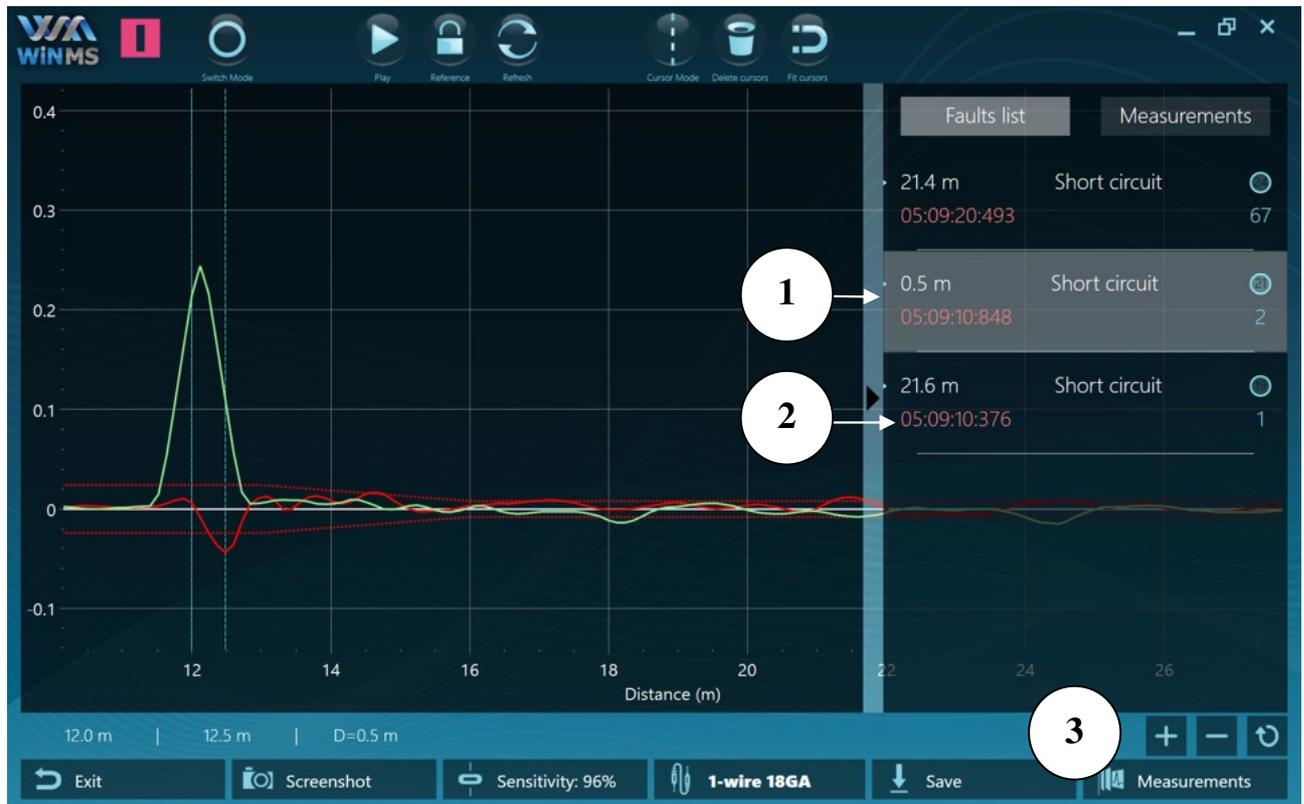 WiNMS
Switch Mode
Play
Reference
Refresh
Cursor Mode
Delete cursors
Fit cursors
Faults list
Measurements
0.4
0.3
0.2
0.1
0
-0.1
21.4 m Short circuit
05:09:20:493 67
1
0.5 m Short circuit
05:09:10:848 2
2
21.6 m Short circuit
05:09:10:376 1
12 14 16 18 20 22 24 26
Distance (m)
3
12.0 m | 12.5 m | D=0.5 m
Exit
Screenshot
Sensitivity: 96%
1-wire 18GA
Save
Measurements